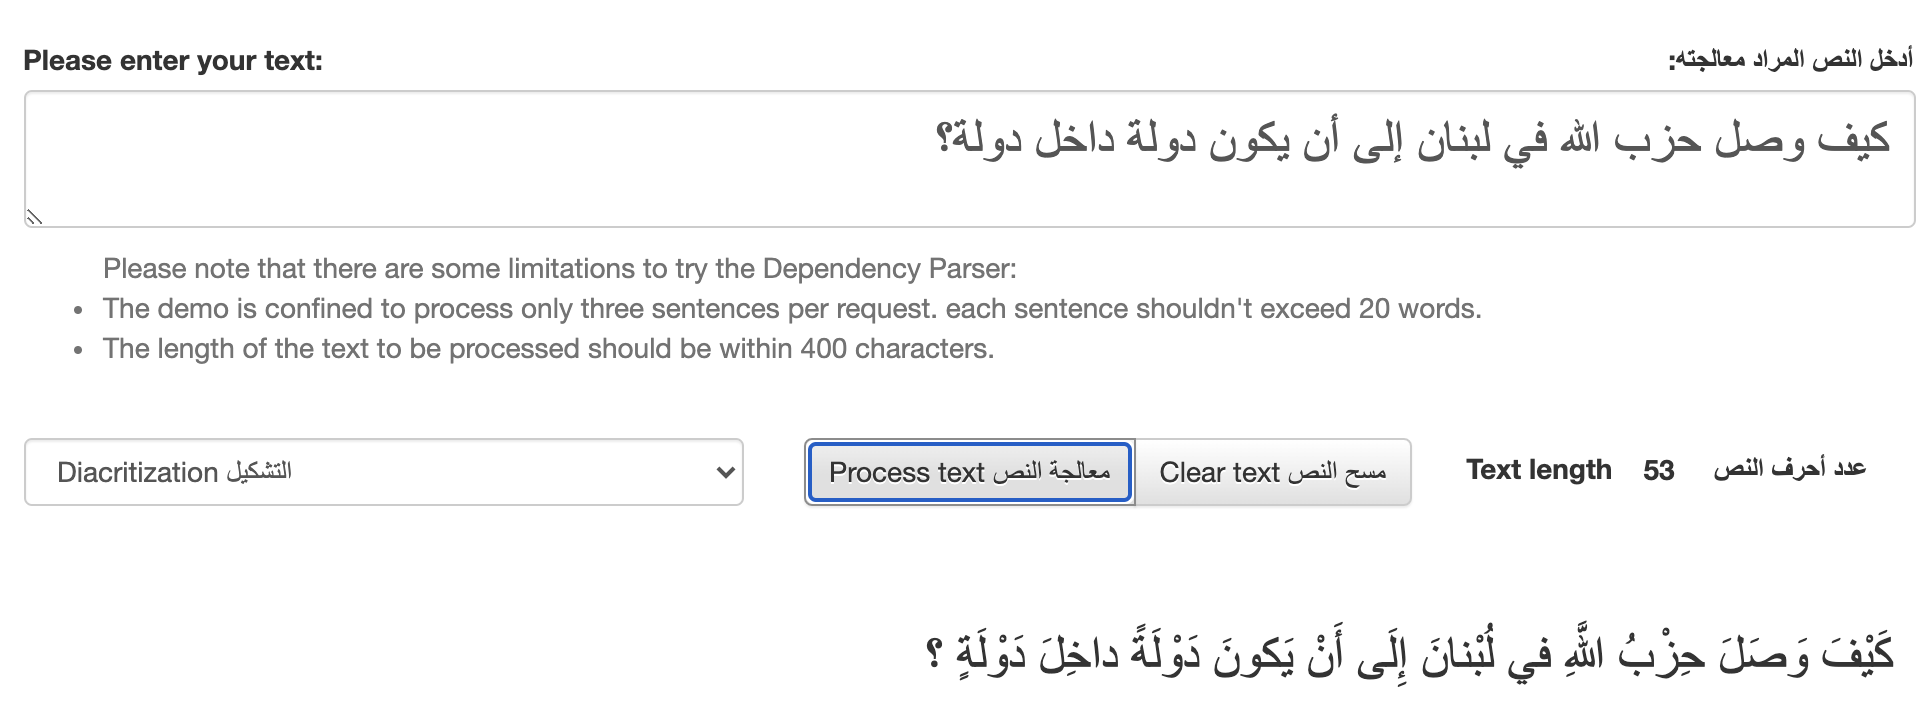 Please enter your text:
أدخل النص المراد معالجته:
كيف وصل حزب الله في لبنان إلى أن يكون دولة داخل دولة؟
Please note that there are some limitations to try the Dependency Parser:
• The demo is confined to process only three sentences per request. each sentence shouldn't exceed 20 words.
• The length of the text to be processed should be within 400 characters.
Diacritization التشكيل
Process text معالجة النص
Clear text مسح النص
Text length 53 عدد أحرف النص
كَيْفَ وَصَلَ حِزْبُ اللَّهِ في لُبْنانَ إِلَى أَنْ يَكونَ دَوْلَةً داخِلَ دَوْلَةٍ ؟